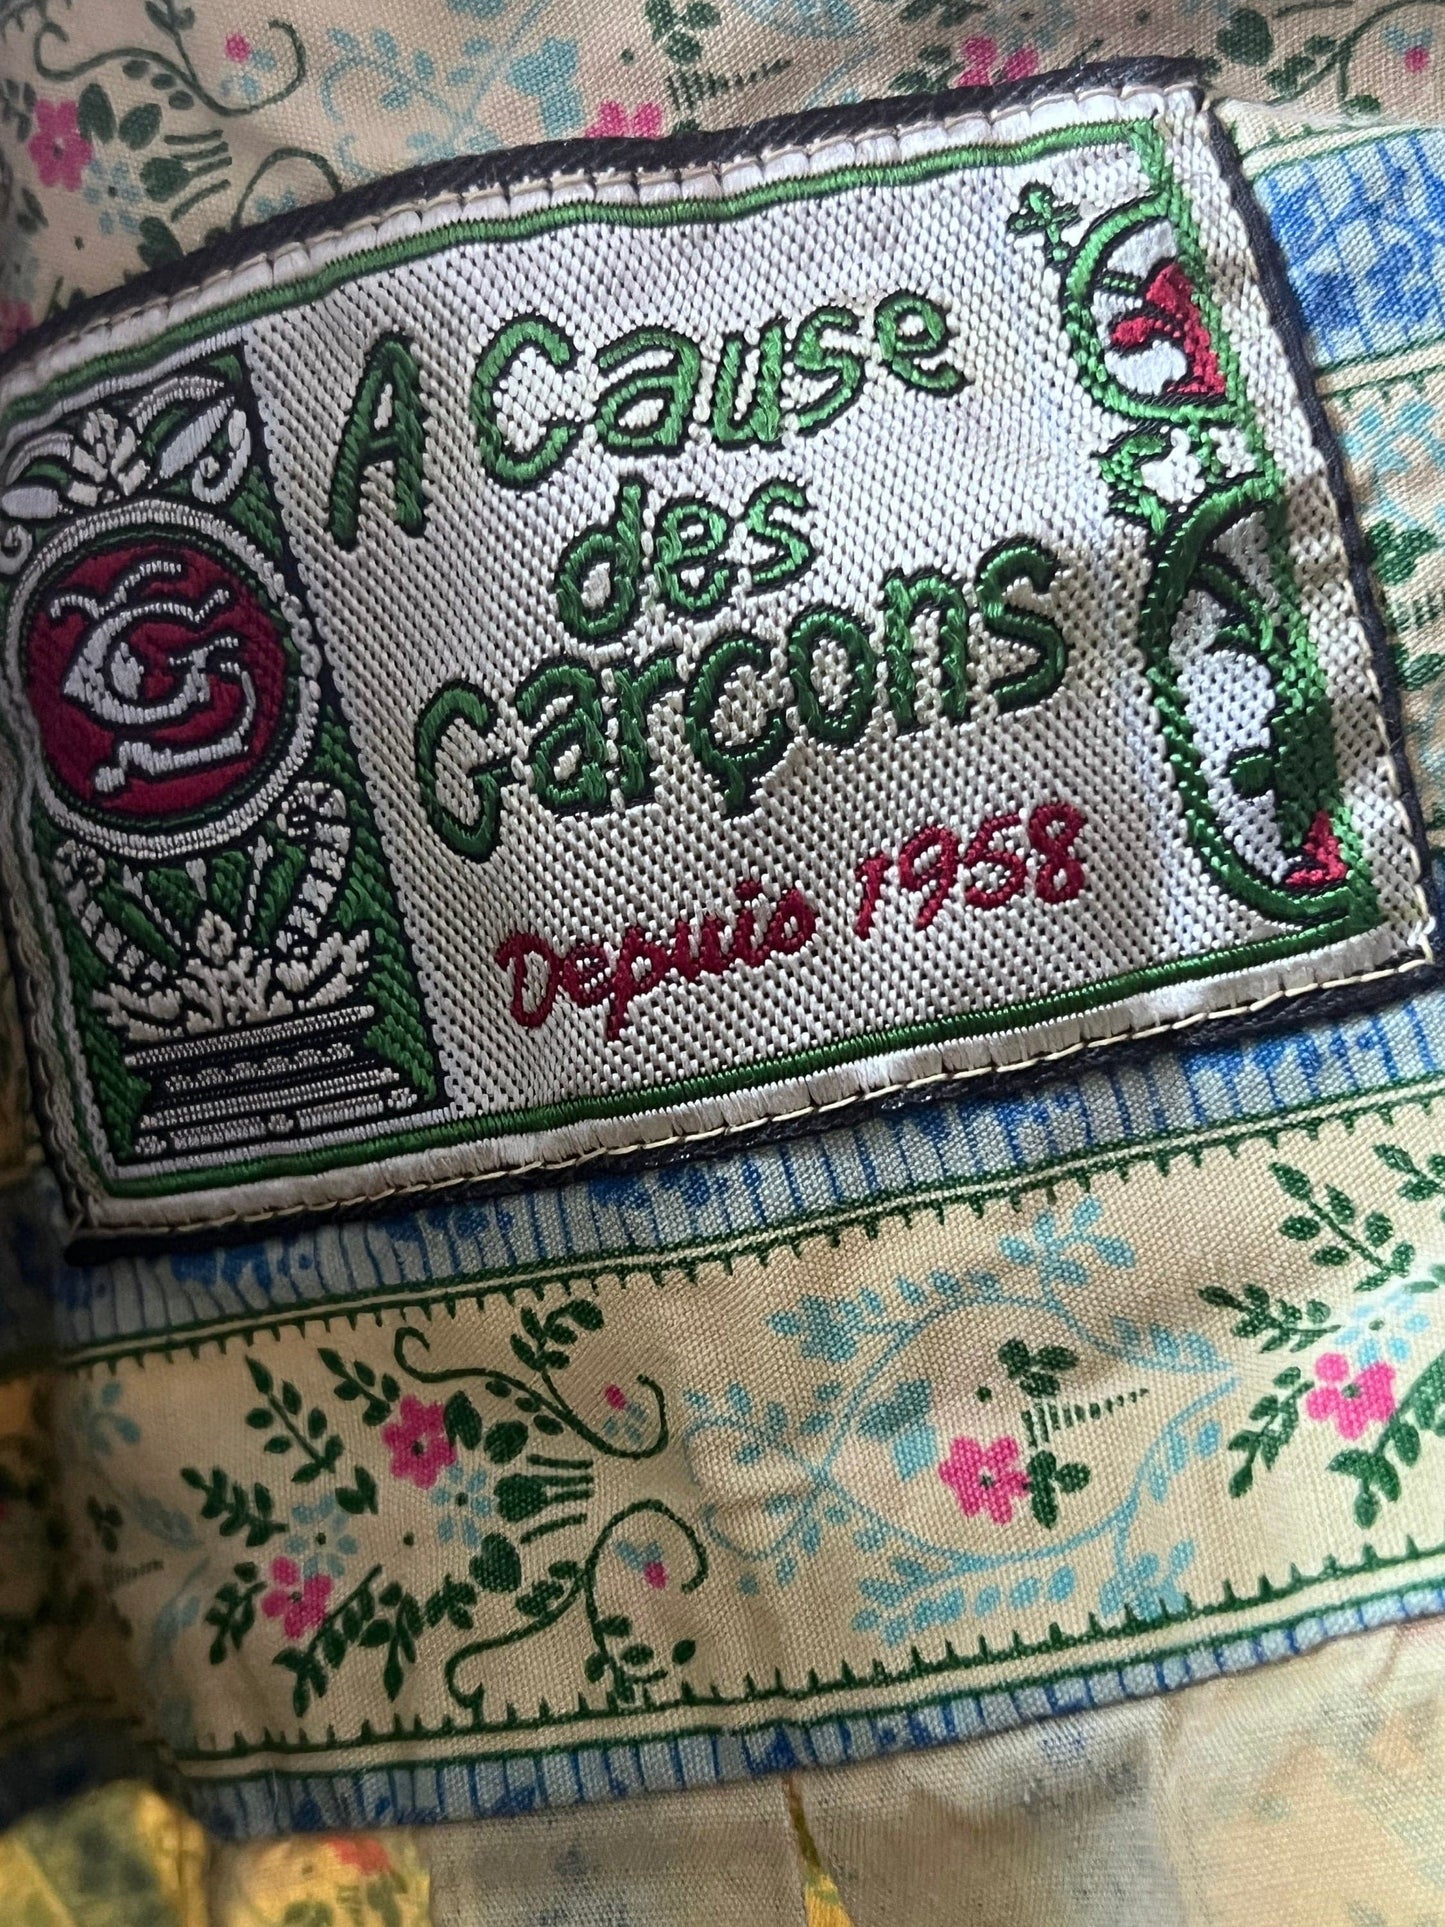 A Cause
des
Garçons
Depuis 1958